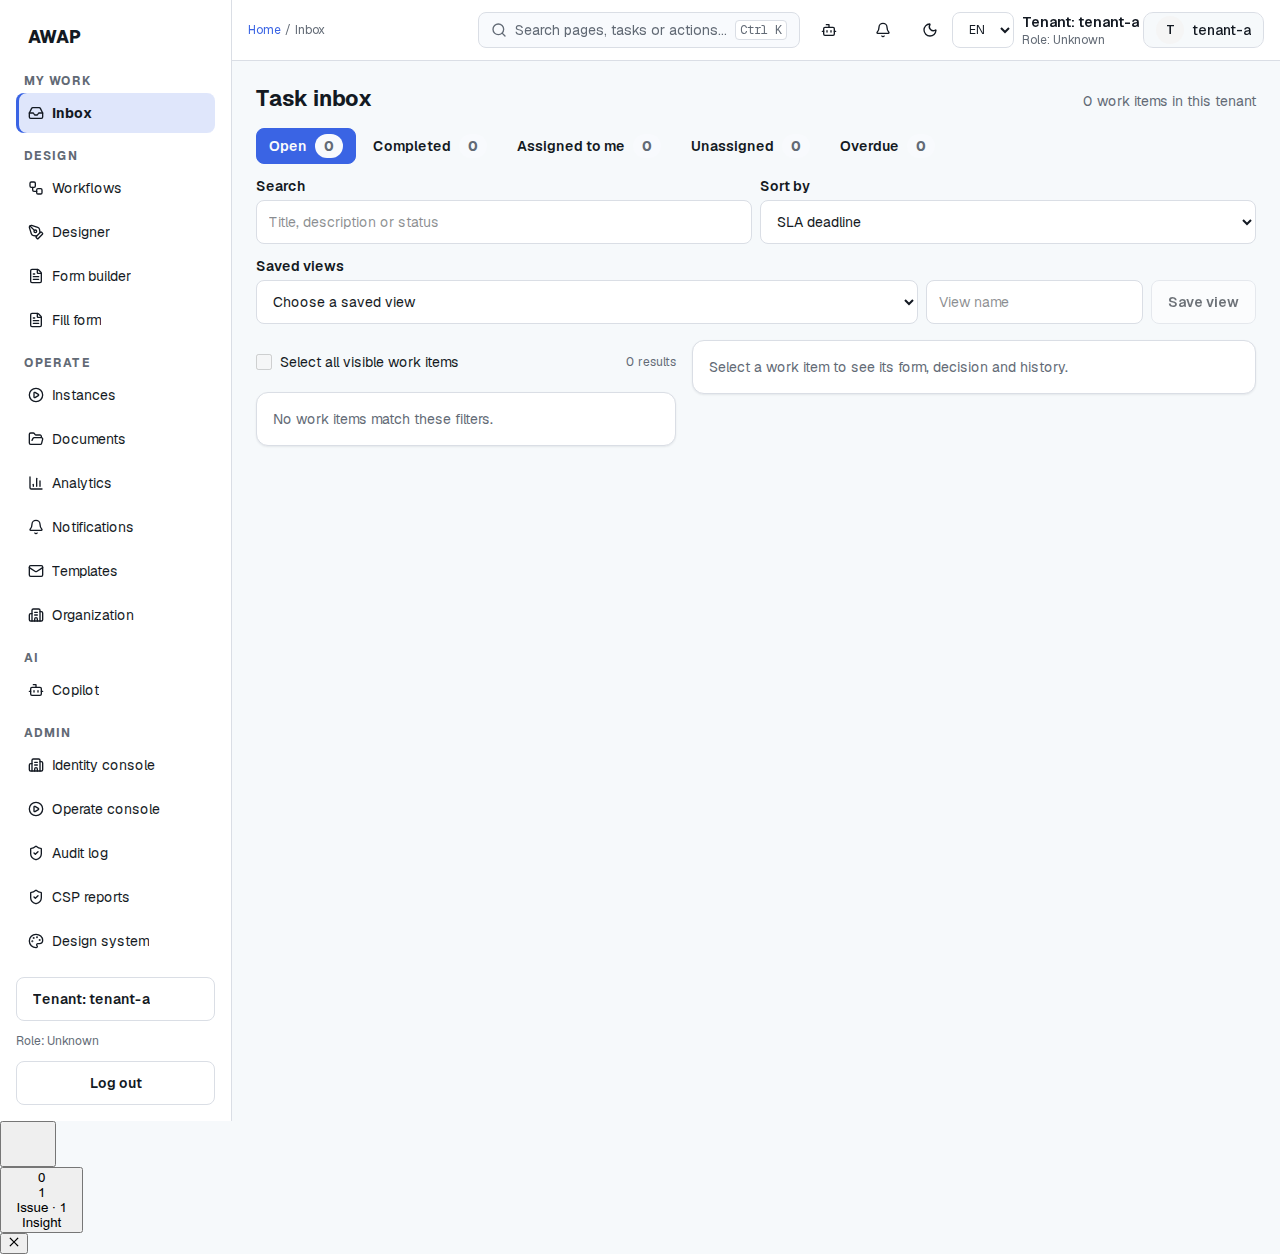 AWAP
MY WORK
Inbox
DESIGN
Workflows
Designer
Form builder
Fill form
OPERATE
Instances
Documents
Analytics
Notifications
Templates
Organization
AI
Copilot
ADMIN
Identity console
Operate console
Audit log
CSP reports
Design system
Tenant: tenant-a
Role: Unknown
Log out
Home / Inbox
Search pages, tasks or actions... Ctrl K
EN
Tenant: tenant-a
Role: Unknown
T tenant-a
Task inbox
0 work items in this tenant
Open 0 Completed 0 Assigned to me 0 Unassigned 0 Overdue 0
Search
Title, description or status
Sort by
SLA deadline
Saved views
Choose a saved view
View name
Save view
Select all visible work items
0 results
No work items match these filters.
Select a work item to see its form, decision and history.
0
1
Issue · 1
Insight